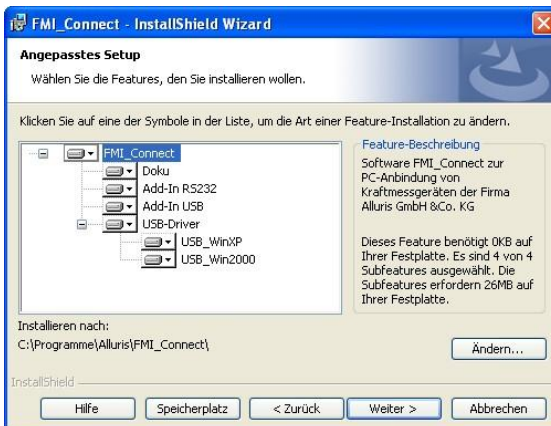 FMI_Connect - InstallShield Wizard
Angepasstes Setup
Wählen Sie die Features, den Sie installieren wollen.
Klicken Sie auf eine der Symbole in der Liste, um die Art einer Feature-Installation zu ändern.
FMI_Connect
Doku
Add-In RS232
Add-In USB
USB-Driver
USB_WinXP
USB_Win2000
Feature-Beschreibung
Software FMI_Connect zur
PC-Anbindung von
Kraftmessgeräten der Firma
Alluris GmbH &Co. KG
Dieses Feature benötigt 0KB auf
Ihrer Festplatte. Es sind 4 von 4
Subfeatures ausgewählt. Die
Subfeatures erfordern 26MB auf
Ihrer Festplatte.
Installieren nach:
C:\Programme\Alluris\FMI_Connect\
Ändern...
InstallShield
Hilfe
Speicherplatz
< Zurück
Weiter >
Abbrechen